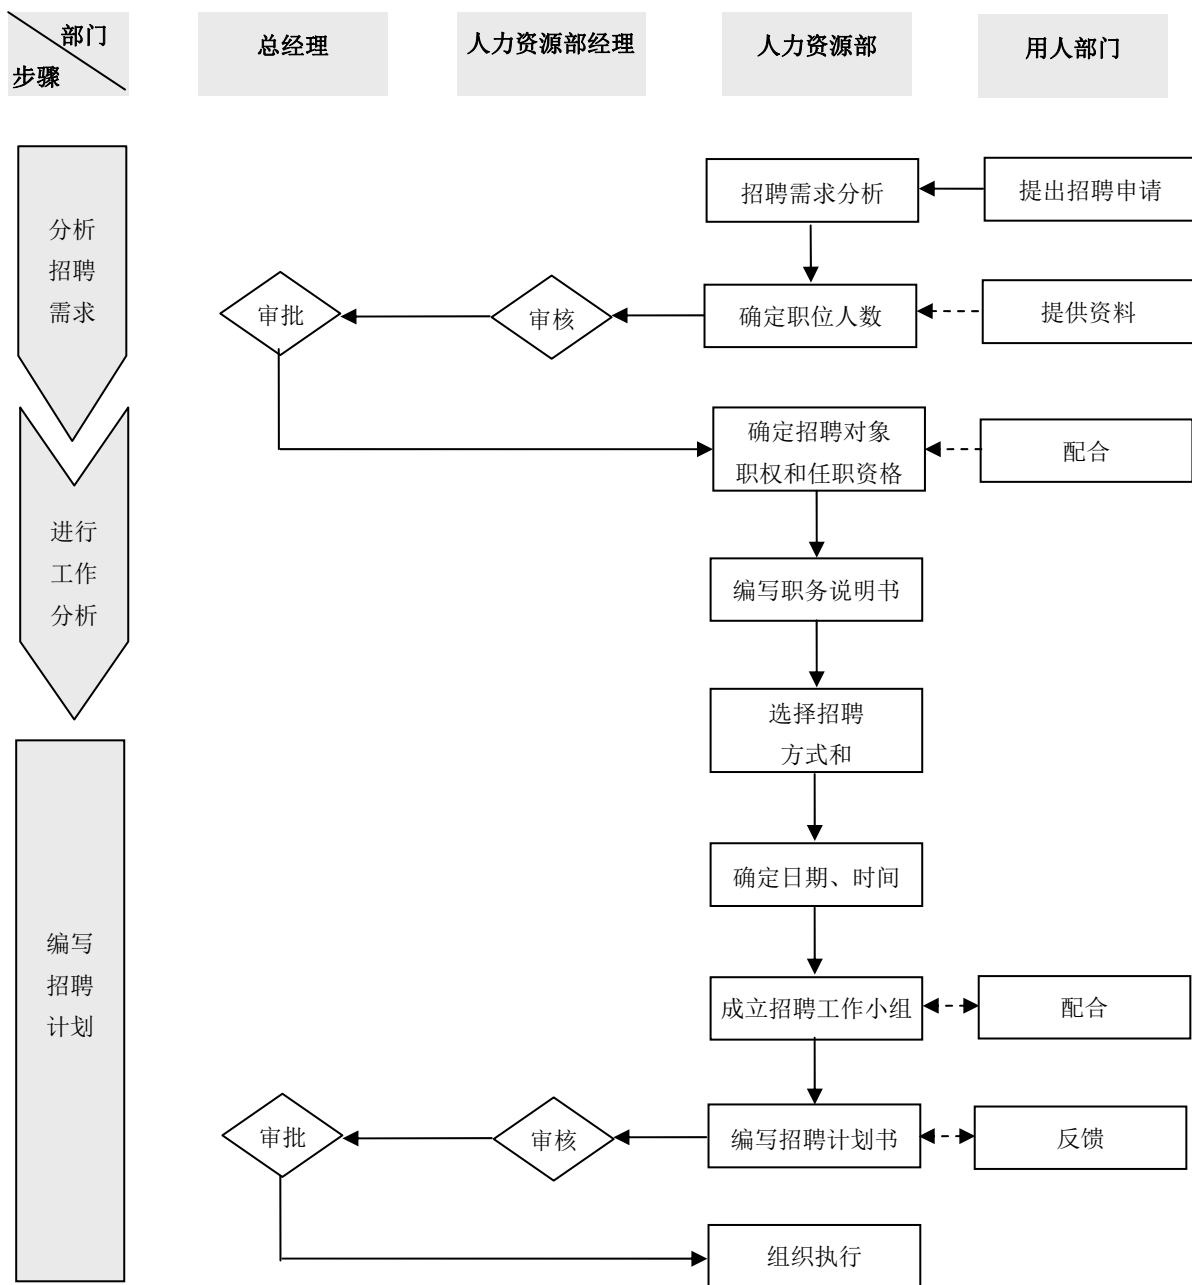 部门
步骤
总经理
人力资源部经理
人力资源部
用人部门
分析
招聘
需求
招聘需求分析
提出招聘申请
审批
审核
确定职位人数
提供资料
进行
工作
分析
确定招聘对象
职权和任职资格
配合
编写职务说明书
选择招聘
方式和
编写
招聘
计划
确定日期、时间
成立招聘工作小组
配合
审批
审核
编写招聘计划书
反馈
组织执行